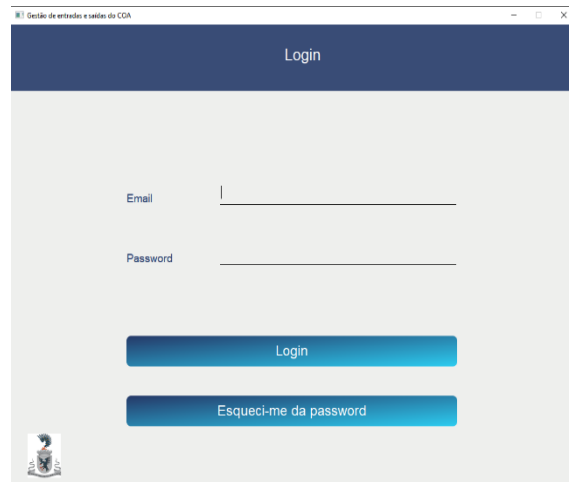 Gestão de entradas e saídas do COA
Login
Email
Password
Login
Esqueci-me da password